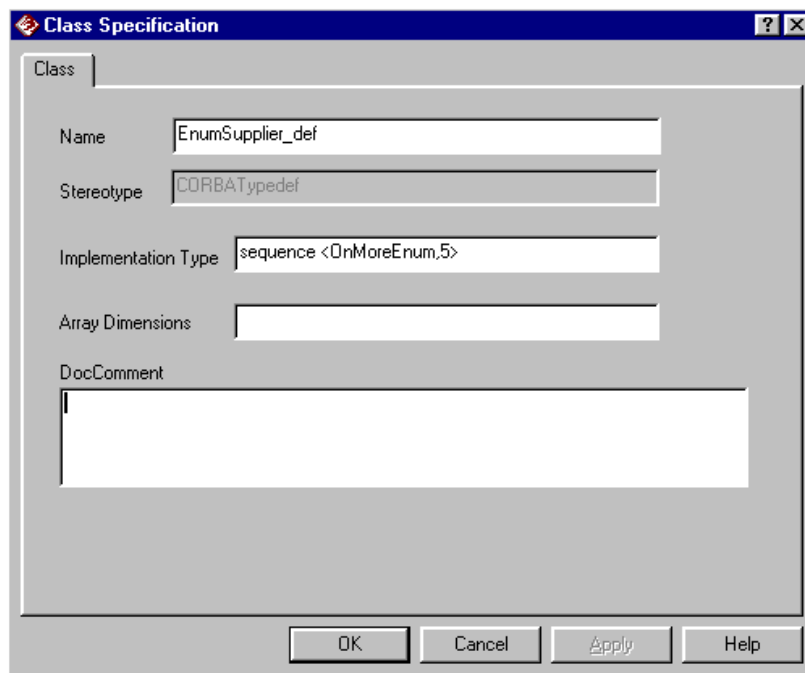 Class Specification
Class
Name EnumSupplier_def
Stereotype CORBATypedef
Implementation Type sequence <OnMoreEnum,5>
Array Dimensions
DocComment
OK Cancel Apply Help